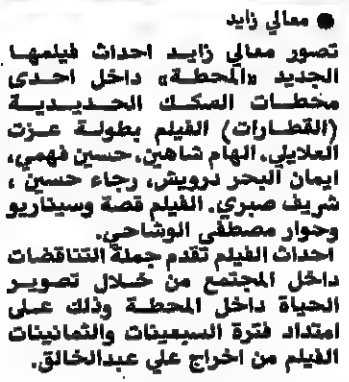 ● معالي زايد
تصور معالي زايد احداث فيلمها
الجديد «المحطة» داخل احدى
محطات السكك الحديدية
(القطارات) الفيلم بطولة عزت
العلايلي، الهام شاهين، حسين فهمي،
ايمان البحر درويش، رجاء حسين ،
شريف صبري. الفيلم قصة وسيناريو
وحوار مصطفى الوشاحي.
احداث الفيلم تقدم جملة التناقضات
داخل المجتمع من خلال تصوير
الحياة داخل المحطة وذلك على
امتداد فترة السبعينات والثمانينات
الفيلم من اخراج علي عبدالخالق.